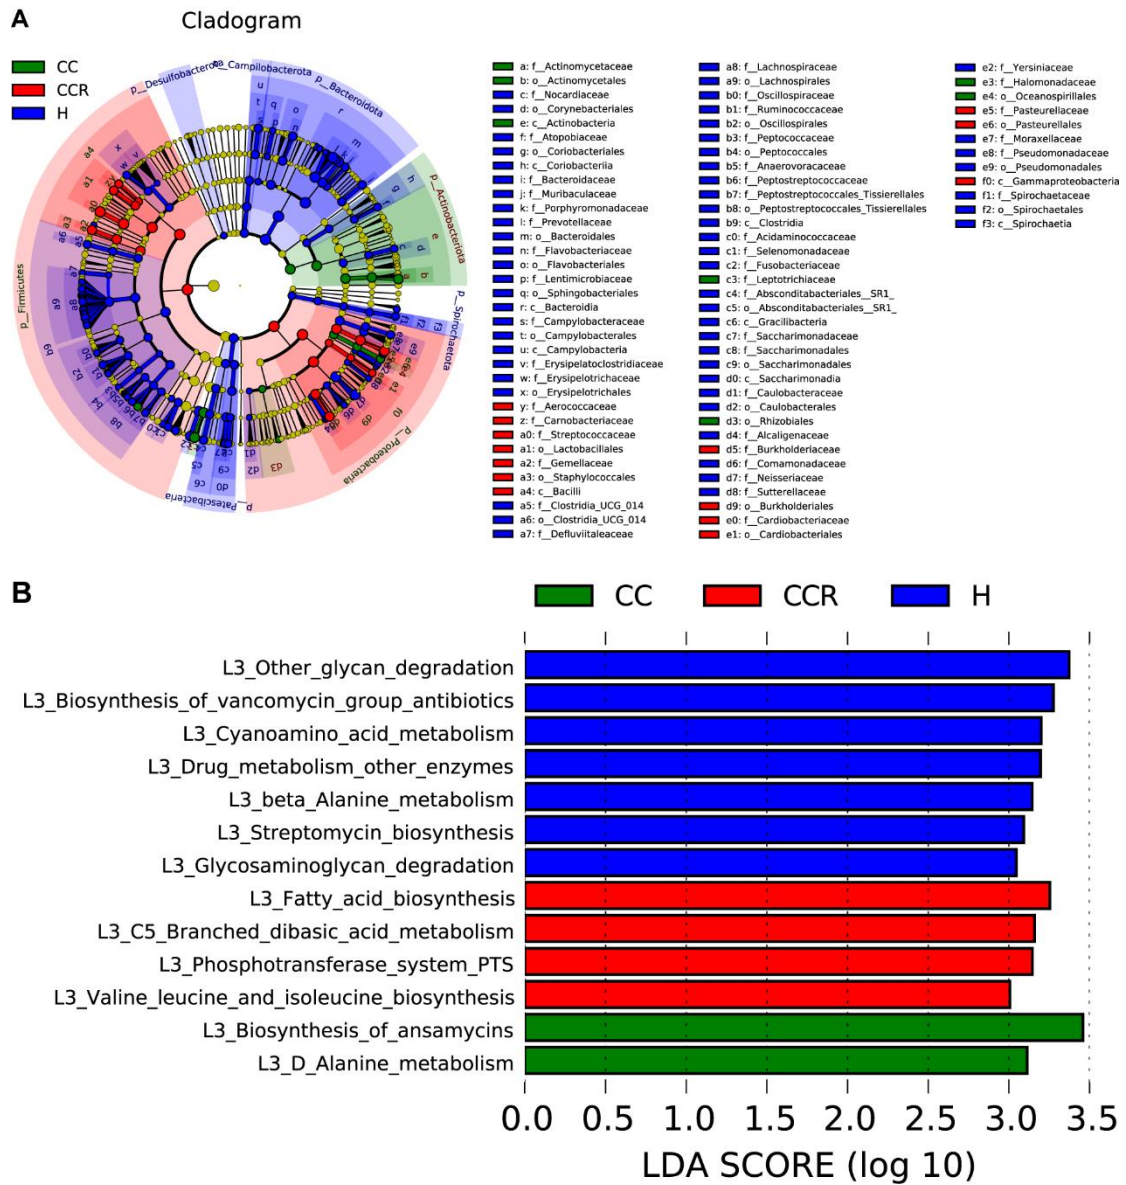 A
Cladogram
CC
CCR
H
p__Desulfobacterota
p__Campilobacterota
p__Bacteroidota
p__Actinobacteriota
p__Spirochaetota
p__Proteobacteria
p__Patescibacteria
p__Firmicutes
a: f__Actinomycetaceae
b: o__Actinomycetales
c: f__Nocardiaceae
d: o__Corynebacteriales
e: c__Actinobacteria
f: f__Atopobiaceae
g: o__Coriobacteriales
h: c__Coriobacteriia
i: f__Bacteroidaceae
j: f__Muribaculaceae
k: f__Porphyromonadaceae
l: f__Prevotellaceae
m: o__Bacteroidales
n: f__Flavobacteriaceae
o: o__Flavobacteriales
p: f__Lentimicrobiaceae
q: o__Sphingobacteriales
r: c__Bacteroidia
s: f__Campylobacteraceae
t: o__Campylobacterales
u: c__Campylobacteria
v: f__Erysipelatoclostridiaceae
w: f__Erysipelotrichaceae
x: o__Erysipelotrichales
y: f__Aerococcaceae
z: f__Carnobacteriaceae
a0: f__Streptococcaceae
a1: o__Lactobacillales
a2: f__Gemellaceae
a3: o__Staphylococcales
a4: c__Bacilli
a5: f__Clostridia_UCG_014
a6: o__Clostridia_UCG_014
a7: f__Defluviitaleaceae
a8: f__Lachnospiraceae
a9: o__Lachnospirales
b0: f__Oscillospiraceae
b1: f__Ruminococcaceae
b2: o__Oscillospirales
b3: f__Peptococcaceae
b4: o__Peptococcales
b5: f__Anaerovoracaceae
b6: f__Peptostreptococcaceae
b7: f__Peptostreptococcales_Tissierellales
b8: o__Peptostreptococcales_Tissierellales
b9: c__Clostridia
c0: f__Acidaminococcaceae
c1: f__Selenomonadaceae
c2: f__Fusobacteriaceae
c3: f__Leptotrichiaceae
c4: f__Absconditabacteriales__SR1_
c5: o__Absconditabacteriales__SR1_
c6: c__Gracilibacteria
c7: f__Saccharimonadaceae
c8: f__Saccharimonadales
c9: o__Saccharimonadales
d0: c__Saccharimonadia
d1: f__Caulobacteraceae
d2: o__Caulobacterales
d3: o__Rhizobiales
d4: f__Alcaligenaceae
d5: f__Burkholderiaceae
d6: f__Comamonadaceae
d7: f__Neisseriaceae
d8: f__Sutterellaceae
d9: o__Burkholderiales
e0: f__Cardiobacteriaceae
e1: o__Cardiobacteriales
e2: f__Yersiniaceae
e3: f__Halomonadaceae
e4: o__Oceanospirillales
e5: f__Pasteurellaceae
e6: o__Pasteurellales
e7: f__Moraxellaceae
e8: f__Pseudomonadaceae
e9: o__Pseudomonadales
f0: c__Gammaproteobacteria
f1: f__Spirochaetaceae
f2: o__Spirochaetales
f3: c__Spirochaetia
B
CC
CCR
H
L3_Other_glycan_degradation
L3_Biosynthesis_of_vancomycin_group_antibiotics
L3_Cyanoamino_acid_metabolism
L3_Drug_metabolism_other_enzymes
L3_beta_Alanine_metabolism
L3_Streptomycin_biosynthesis
L3_Glycosaminoglycan_degradation
L3_Fatty_acid_biosynthesis
L3_C5_Branched_dibasic_acid_metabolism
L3_Phosphotransferase_system_PTS
L3_Valine_leucine_and_isoleucine_biosynthesis
L3_Biosynthesis_of_ansamycins
L3_D_Alanine_metabolism
0.0 0.5 1.0 1.5 2.0 2.5 3.0 3.5
LDA SCORE (log 10)